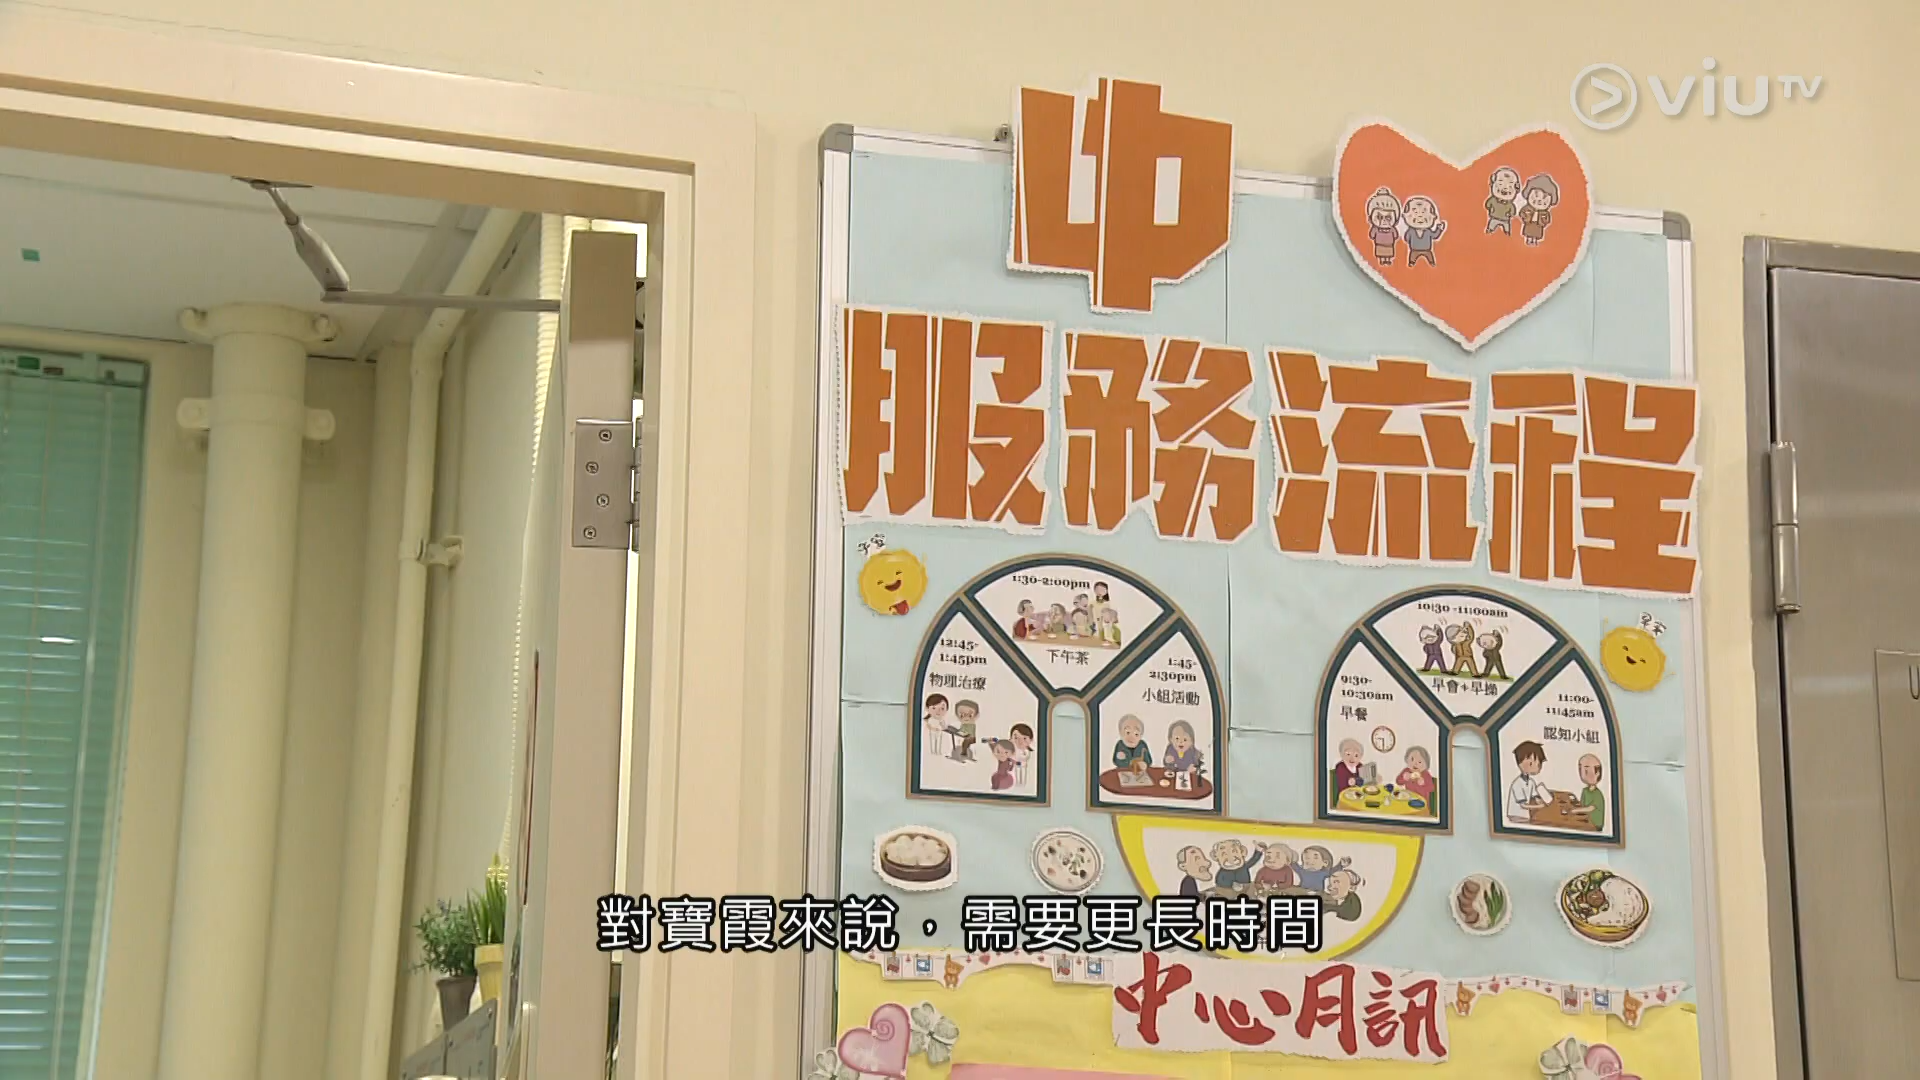 viuTV
中
服務流程
1:30-2:00pm
下午茶
12:45-
1:45pm
物理治療
1:45-
2:30pm
小組活動
10:30-11:00am
早會+早操
9:30-
10:30am
早餐
11:00-
11:45am
認知小組
對寶霞來說，需要更長時間
中心月訊